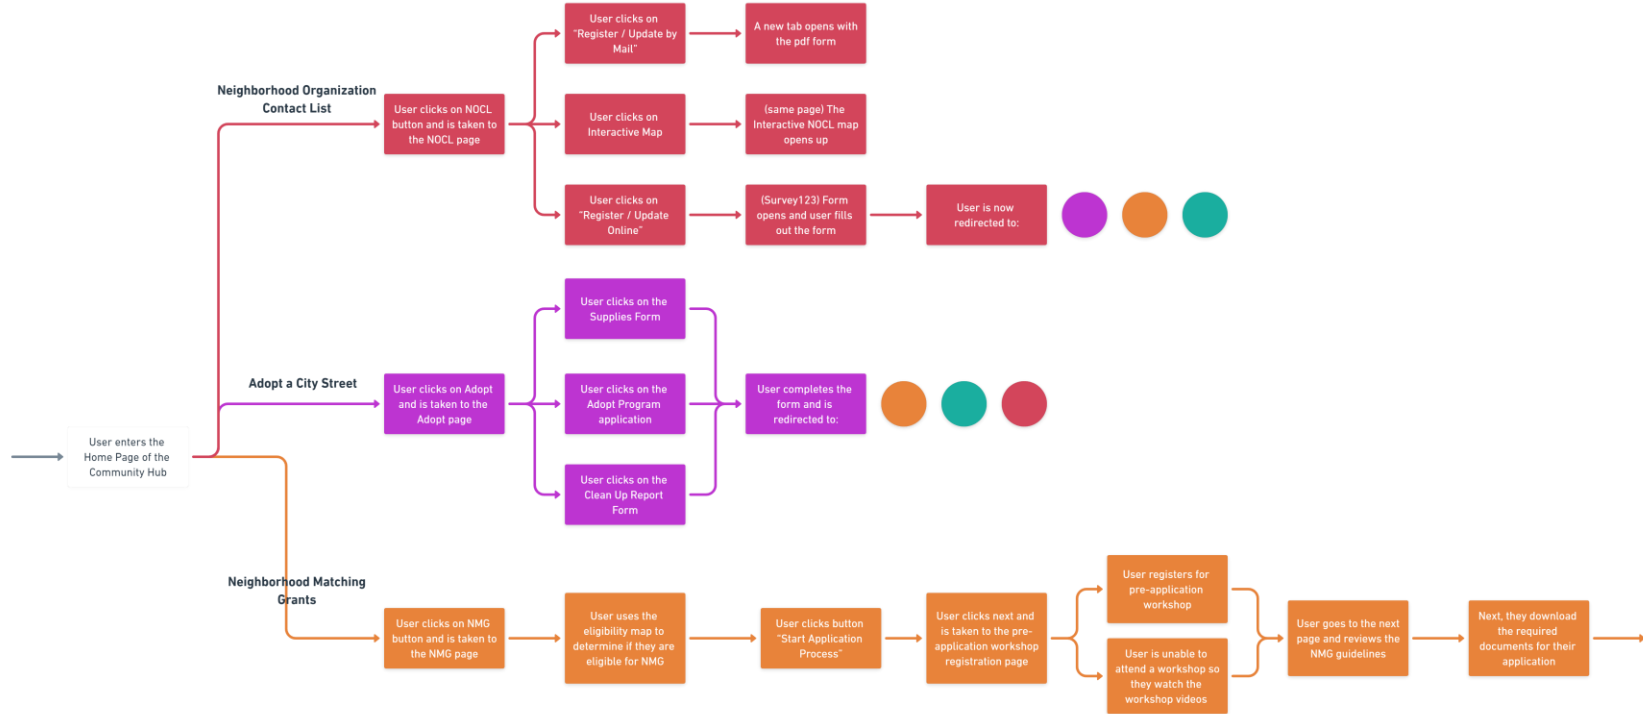 User clicks on
"Register / Update by
Mail"
A new tab opens with
the pdf form
Neighborhood Organization
Contact List
User clicks on NOCL
button and is taken to
the NOCL page
User clicks on
Interactive Map
(same page) The
Interactive NOCL map
opens up
User clicks on
"Register / Update
Online"
(Survey123) Form
opens and user fills
out the form
User is now
redirected to:
User clicks on the
Supplies Form
Adopt a City Street
User clicks on Adopt
and is taken to the
Adopt page
User clicks on the
Adopt Program
application
User completes the
form and is
redirected to:
User enters the
Home Page of the
Community Hub
User clicks on the
Clean Up Report
Form
Neighborhood Matching
Grants
User clicks on NMG
button and is taken to
the NMG page
User uses the
eligibility map to
determine if they are
eligible for NMG
User clicks button
"Start Application
Process"
User clicks next and
is taken to the pre-
application workshop
registration page
User registers for
pre-application
workshop
User is unable to
attend a workshop so
they watch the
workshop videos
User goes to the next
page and reviews the
NMG guidelines
Next, they download
the required
documents for their
application